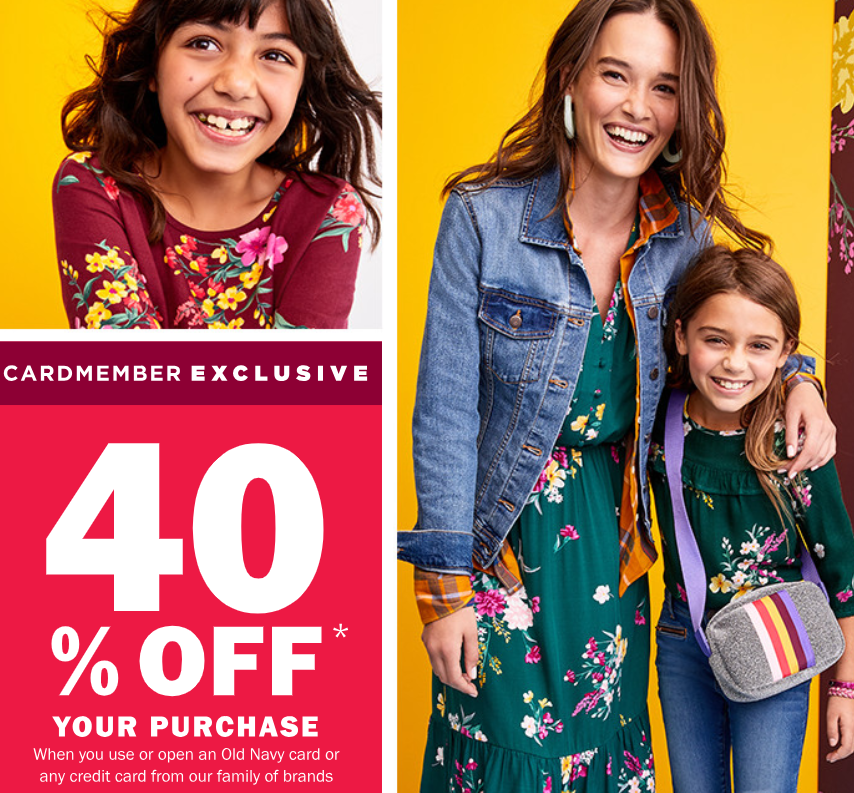 CARDMEMBER EXCLUSIVE
40
% OFF*
YOUR PURCHASE
When you use or open an Old Navy card or
any credit card from our family of brands